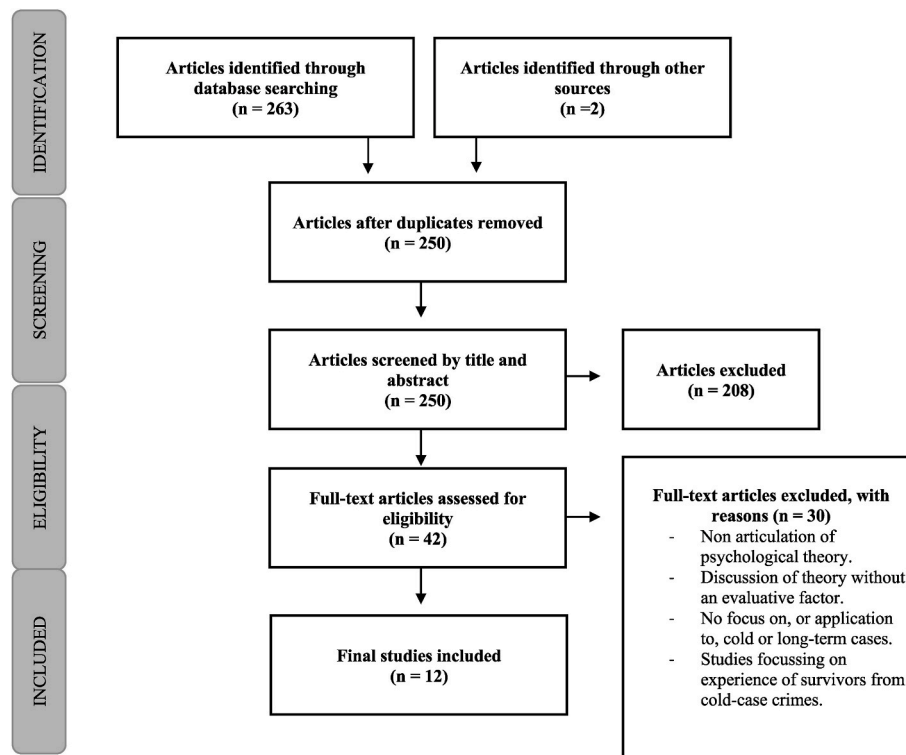 IDENTIFICATION
Articles identified through
database searching
(n = 263)
Articles identified through other
sources
(n =2)
SCREENING
Articles after duplicates removed
(n = 250)
Articles screened by title and
abstract
(n = 250)
Articles excluded
(n = 208)
ELIGIBILITY
Full-text articles assessed for
eligibility
(n = 42)
Full-text articles excluded, with
reasons (n = 30)
- Non articulation of
psychological theory.
- Discussion of theory without
an evaluative factor.
- No focus on, or application
to, cold or long-term cases.
- Studies focussing on
experience of survivors from
cold-case crimes.
INCLUDED
Final studies included
(n = 12)